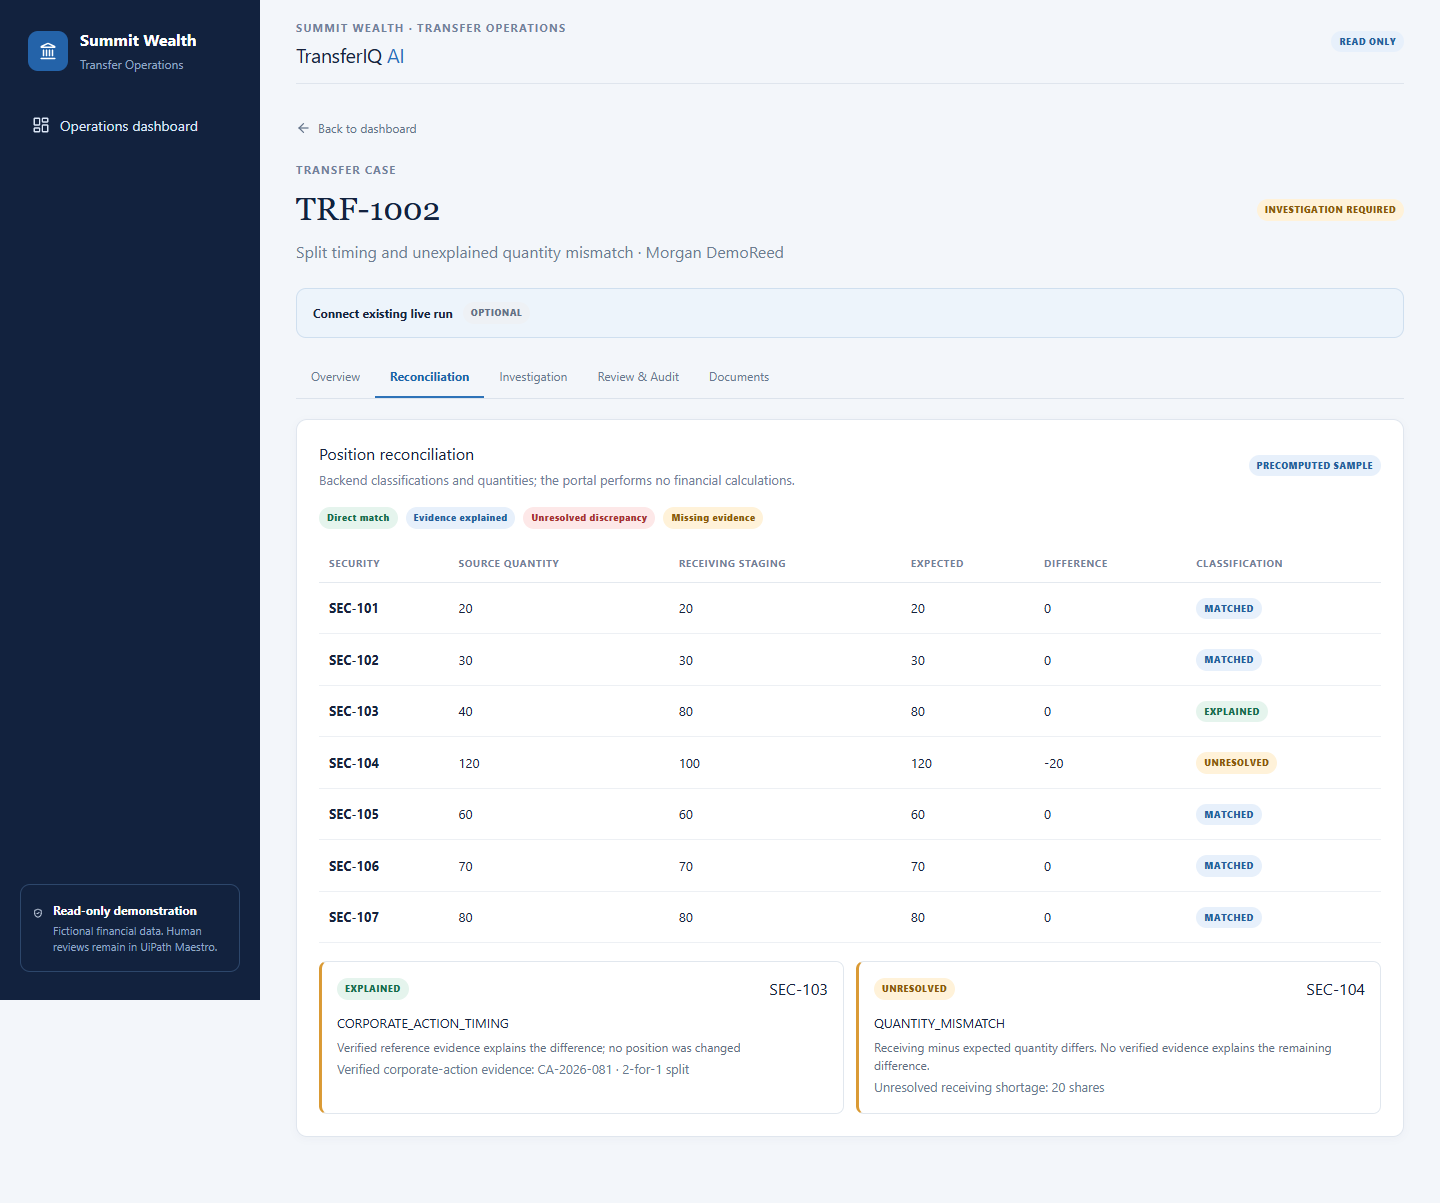 Summit Wealth
Transfer Operations
Operations dashboard
Read-only demonstration
Fictional financial data. Human
reviews remain in UiPath Maestro.
SUMMIT WEALTH · TRANSFER OPERATIONS
TransferIQ AI
READ ONLY
Back to dashboard
TRANSFER CASE
TRF-1002
INVESTIGATION REQUIRED
Split timing and unexplained quantity mismatch · Morgan DemoReed
Connect existing live run OPTIONAL
Overview Reconciliation Investigation Review & Audit Documents
Position reconciliation
Backend classifications and quantities; the portal performs no financial calculations.
PRECOMPUTED SAMPLE
Direct match Evidence explained Unresolved discrepancy Missing evidence
SECURITY SOURCE QUANTITY RECEIVING STAGING EXPECTED DIFFERENCE CLASSIFICATION
SEC-101 20 20 20 0 MATCHED
SEC-102 30 30 30 0 MATCHED
SEC-103 40 80 80 0 EXPLAINED
SEC-104 120 100 120 -20 UNRESOLVED
SEC-105 60 60 60 0 MATCHED
SEC-106 70 70 70 0 MATCHED
SEC-107 80 80 80 0 MATCHED
EXPLAINED SEC-103
CORPORATE_ACTION_TIMING
Verified reference evidence explains the difference; no position was changed
Verified corporate-action evidence: CA-2026-081 · 2-for-1 split
UNRESOLVED SEC-104
QUANTITY_MISMATCH
Receiving minus expected quantity differs. No verified evidence explains the remaining
difference.
Unresolved receiving shortage: 20 shares